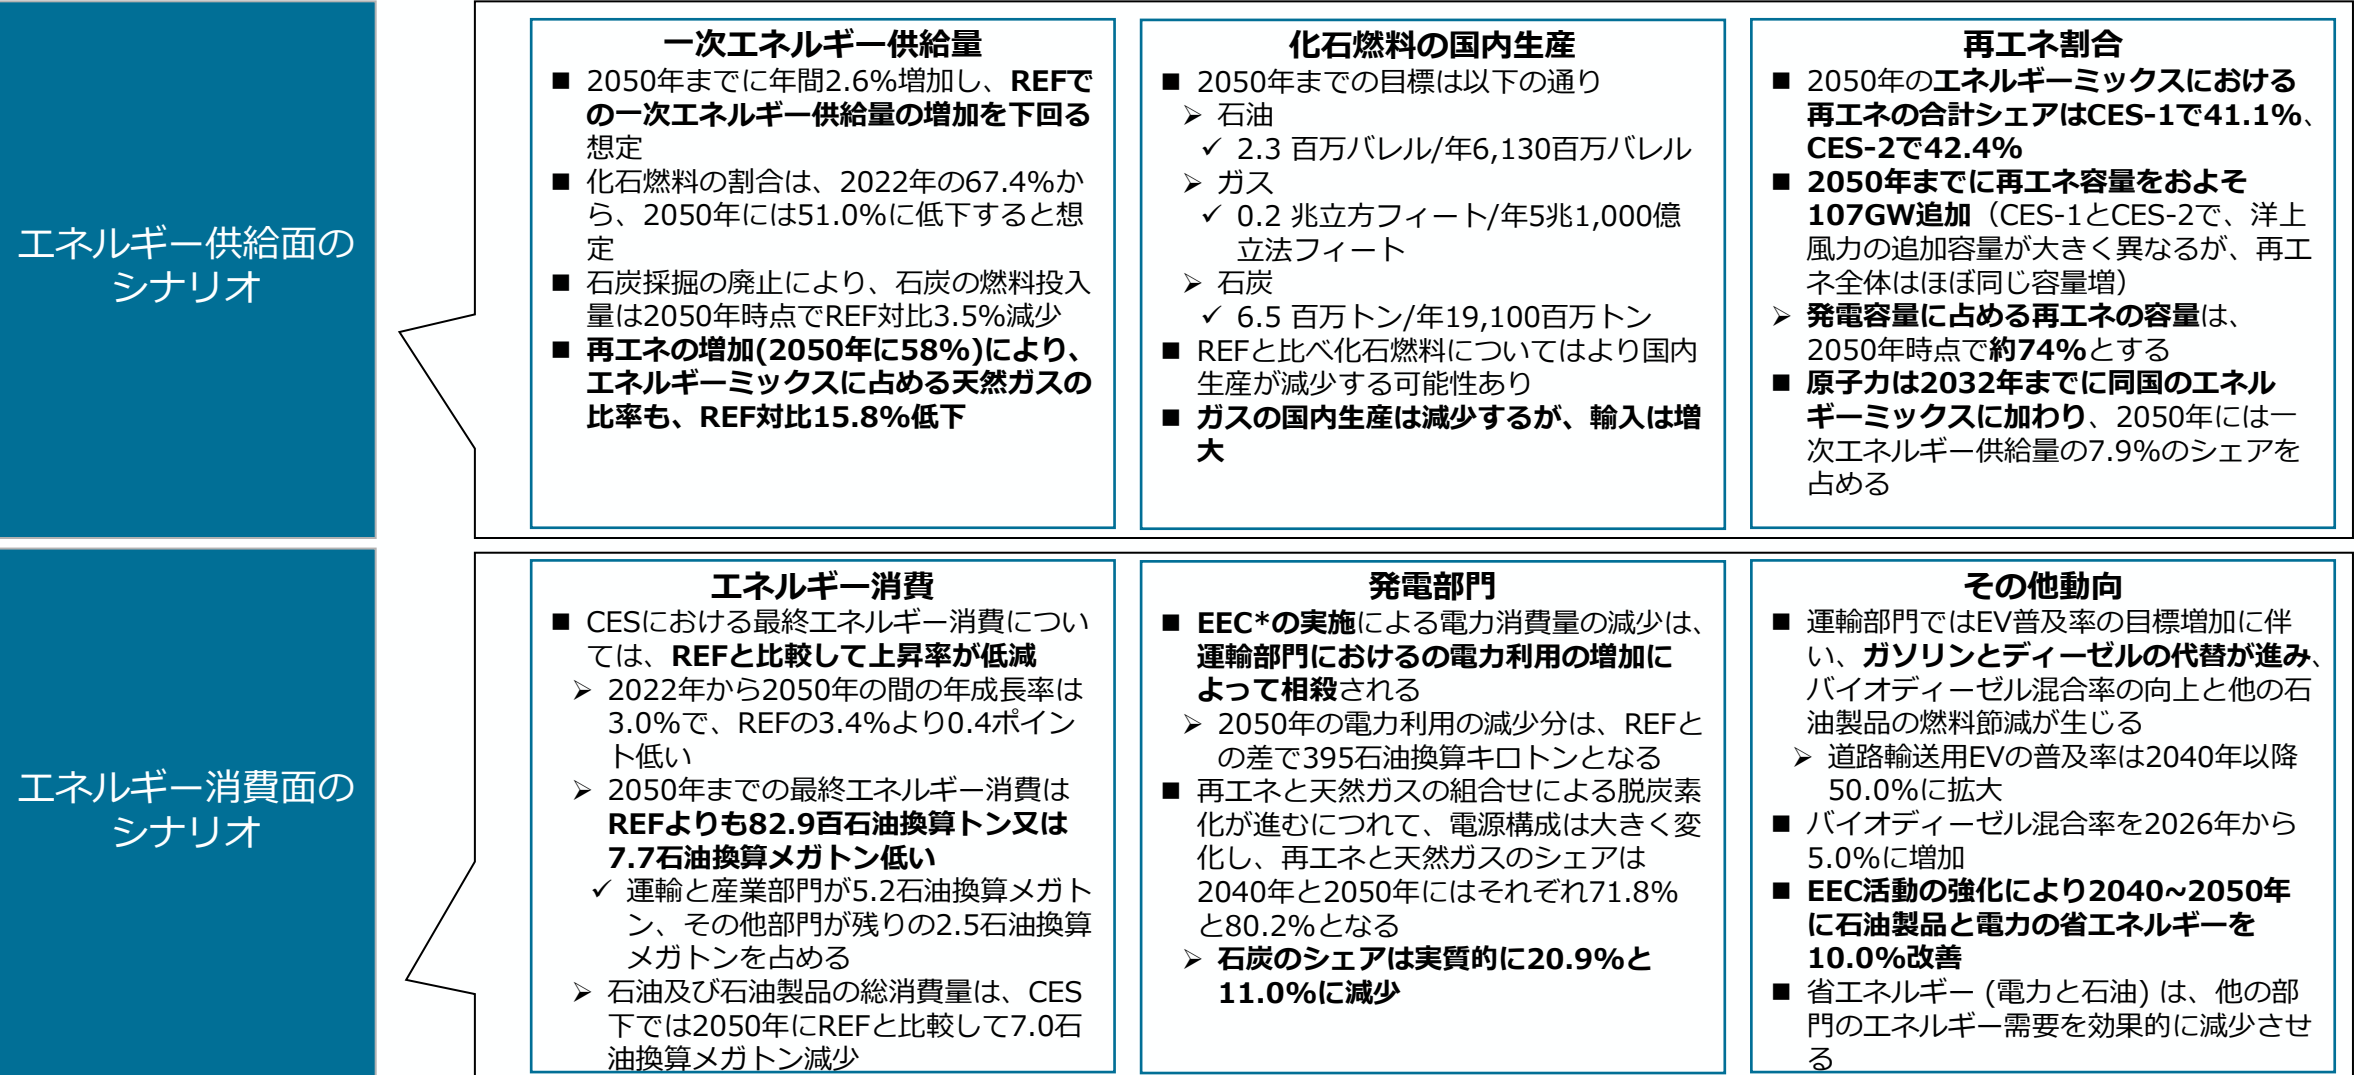 エネルギー供給面の
シナリオ
一次エネルギー供給量
■ 2050年までに年間2.6%増加し、REFで
の一次エネルギー供給量の増加を下回る
想定
■ 化石燃料の割合は、2022年の67.4%か
ら、2050年には51.0%に低下すると想
定
■ 石炭採掘の廃止により、石炭の燃料投入
量は2050年時点でREF対比3.5%減少
■ 再エネの増加(2050年に58%)により、
エネルギーミックスに占める天然ガスの
比率も、REF対比15.8%低下
化石燃料の国内生産
■ 2050年までの目標は以下の通り
➢ 石油
✓ 2.3 百万バレル/年6,130百万バレル
➢ ガス
✓ 0.2 兆立方フィート/年5兆1,000億
立法フィート
➢ 石炭
✓ 6.5 百万トン/年19,100百万トン
■ REFと比べ化石燃料についてはより国内
生産が減少する可能性あり
■ ガスの国内生産は減少するが、輸入は増
大
再エネ割合
■ 2050年のエネルギーミックスにおける
再エネの合計シェアはCES-1で41.1%、
CES-2で42.4%
■ 2050年までに再エネ容量をおよそ
107GW追加（CES-1とCES-2で、洋上
風力の追加容量が大きく異なるが、再エ
ネ全体はほぼ同じ容量増）
➢ 発電容量に占める再エネの容量は、
2050年時点で約74%とする
■ 原子力は2032年までに同国のエネル
ギーミックスに加わり、2050年には一
次エネルギー供給量の7.9%のシェアを
占める
エネルギー消費面の
シナリオ
エネルギー消費
■ CESにおける最終エネルギー消費につい
ては、REFと比較して上昇率が低減
➢ 2022年から2050年の間の年成長率は
3.0%で、REFの3.4%より0.4ポイン
ト低い
➢ 2050年までの最終エネルギー消費は
REFよりも82.9百石油換算トン又は
7.7石油換算メガトン低い
✓ 運輸と産業部門が5.2石油換算メガト
ン、その他部門が残りの2.5石油換算
メガトンを占める
➢ 石油及び石油製品の総消費量は、CES
下では2050年にREFと比較して7.0石
油換算メガトン減少
発電部門
■ EEC*の実施による電力消費量の減少は、
運輸部門におけるの電力利用の増加に
よって相殺される
➢ 2050年の電力利用の減少分は、REFと
の差で395石油換算キロトンとなる
■ 再エネと天然ガスの組合せによる脱炭素
化が進むにつれて、電源構成は大きく変
化し、再エネと天然ガスのシェアは
2040年と2050年にはそれぞれ71.8%
と80.2%となる
➢ 石炭のシェアは実質的に20.9%と
11.0%に減少
その他動向
■ 運輸部門ではEV普及率の目標増加に伴
い、ガソリンとディーゼルの代替が進み、
バイオディーゼル混合率の向上と他の石
油製品の燃料節減が生じる
➢ 道路輸送用EVの普及率は2040年以降
50.0%に拡大
■ バイオディーゼル混合率を2026年から
5.0%に増加
■ EEC活動の強化により2040~2050年
に石油製品と電力の省エネルギーを
10.0%改善
■ 省エネルギー (電力と石油) は、他の部
門のエネルギー需要を効果的に減少させ
る